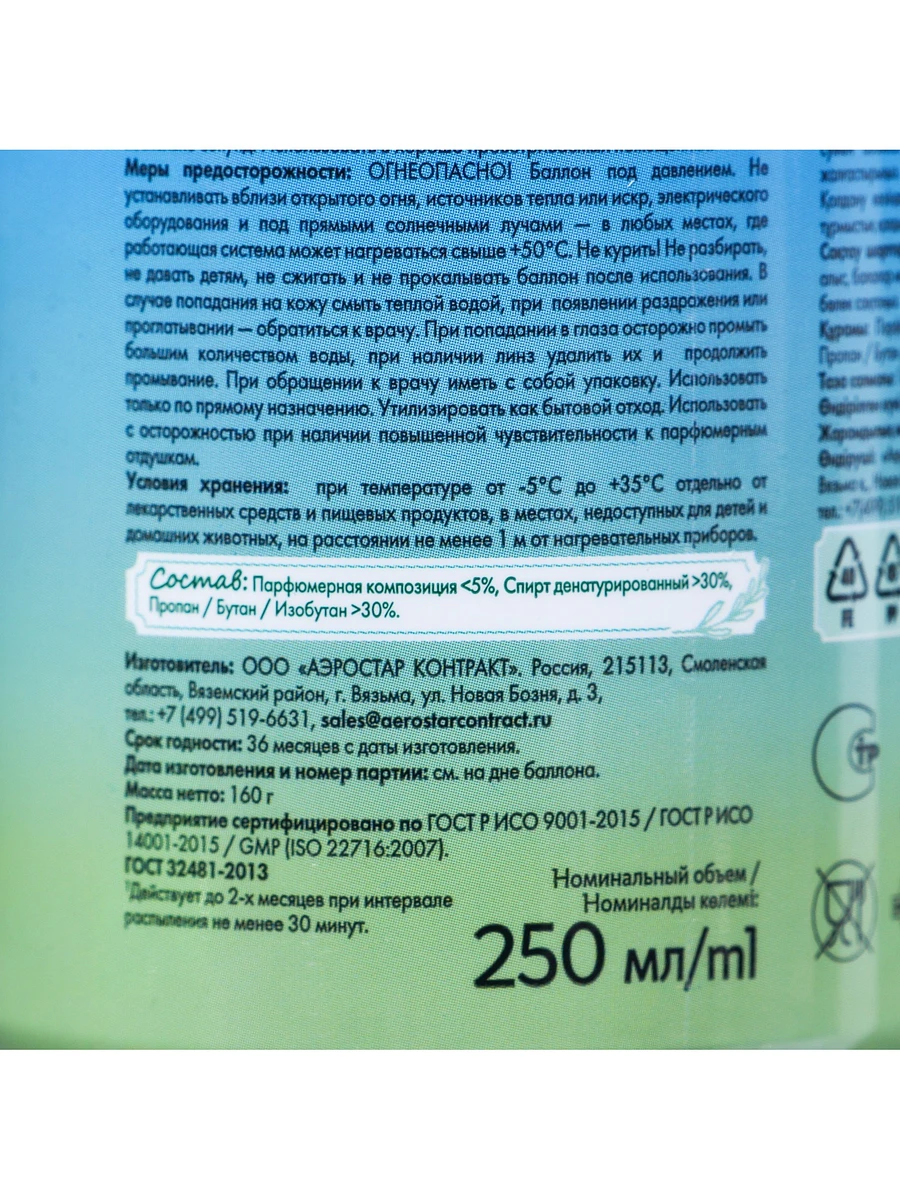 Меры предосторожности: ОГНЕОПАСНО! Баллон под давлением. Не
устанавливать вблизи открытого огня, источников тепла или искр, электрического
оборудования и под прямыми солнечными лучами — в любых местах, где
работающая система может нагреваться свыше +50°С. Не курить! Не разбирать,
не давать детям, не сжигать и не прокалывать баллон после использования. В
случае попадания на кожу смыть теплой водой, при появлении раздражения или
проглатывании — обратиться к врачу. При попадании в глаза осторожно промыть
большим количеством воды, при наличии линз удалить их и продолжить
промывание. При обращении к врачу иметь с собой упаковку. Использовать
только по прямому назначению. Утилизировать как бытовой отход. Использовать
с осторожностью при наличии повышенной чувствительности к парфюмерным
отдушкам.
Условия хранения: при температуре от -5°С до +35°С отдельно от
лекарственных средств и пищевых продуктов, в местах, недоступных для детей и
домашних животных, на расстоянии не менее 1 м от нагревательных приборов.
Состав: Парфюмерная композиция <5%, Спирт денатурированный >30%,
Пропан / Бутан / Изобутан >30%.
Изготовитель: ООО «АЭРОСТАР КОНТРАКТ». Россия, 215113, Смоленская
область, Вяземский район, г. Вязьма, ул. Новая Бозня, д. 3,
тел.: +7 (499) 519-6631, sales@aerostarcontract.ru
Срок годности: 36 месяцев с даты изготовления.
Дата изготовления и номер партии: см. на дне баллона.
Масса нетто: 160 г
Предприятие сертифицировано по ГОСТ Р ИСО 9001-2015 / ГОСТ Р ИСО
14001-2015 / GMP (ISO 22716:2007).
ГОСТ 32481-2013
¹Действует до 2-х месяцев при интервале
распыления не менее 30 минут.
Номинальный объем /
Номиналды көлемі:
250 мл/ml
40
FE